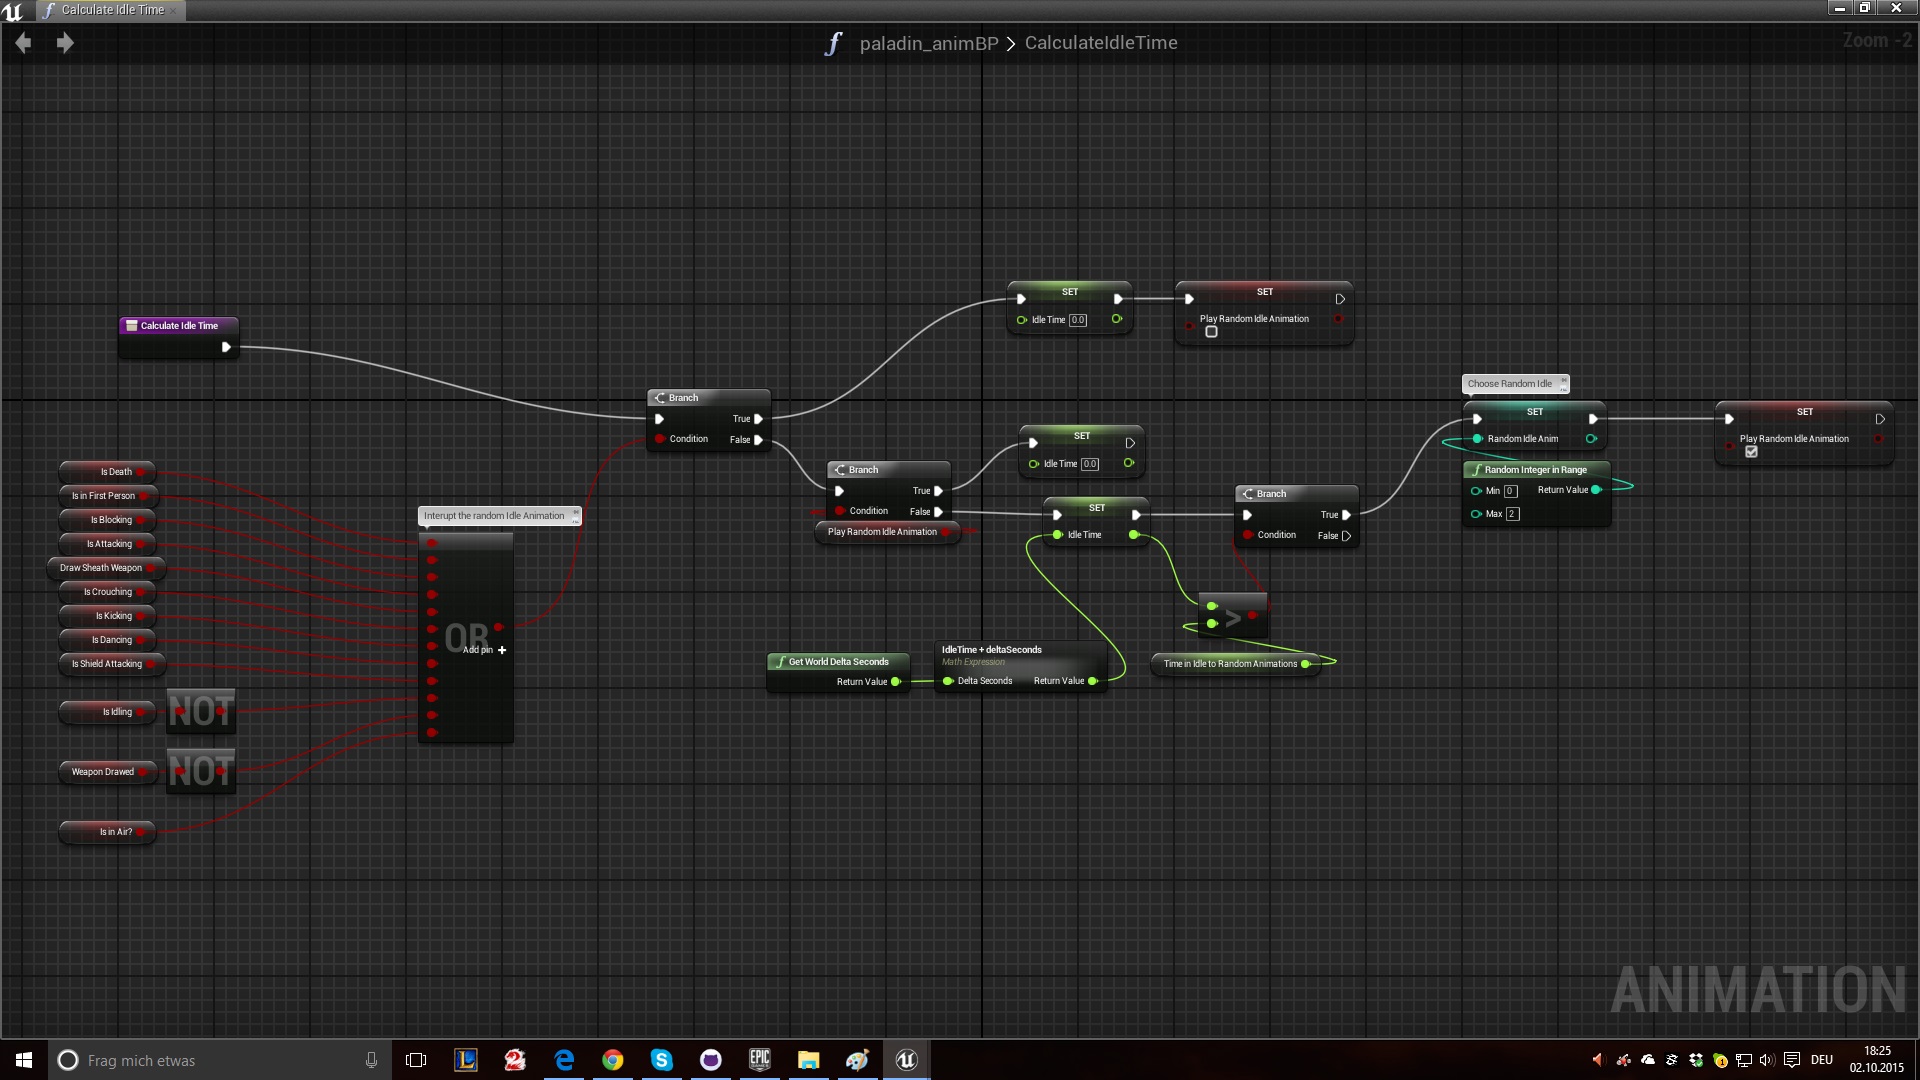 Calculate Idle Time
paladin_animBP > CalculateIdleTime
Zoom -2
Calculate Idle Time
SET
Idle Time 0.0
SET
Play Random Idle Animation
Branch
True
Condition False
Choose Random Idle
SET
Random Idle Anim
SET
Play Random Idle Animation
Random Integer in Range
Min 0 Return Value
Max 2
SET
Idle Time 0.0
Branch
True
Condition False
Play Random Idle Animation
SET
Idle Time
Branch
True
Condition False
Is Death
Is in First Person
Is Blocking
Is Attacking
Draw Sheath Weapon
Is Crouching
Is Kicking
Is Dancing
Is Shield Attacking
Is Idling
NOT
Weapon Drawed
NOT
Is in Air?
Interupt the random Idle Animation
OR
Add pin +
>
Get World Delta Seconds
Return Value
IdleTime + deltaSeconds
Math Expression
Delta Seconds Return Value
Time in Idle to Random Animations
ANIMATION
Frag mich etwas
EPIC
DEU
18:25
02.10.2015